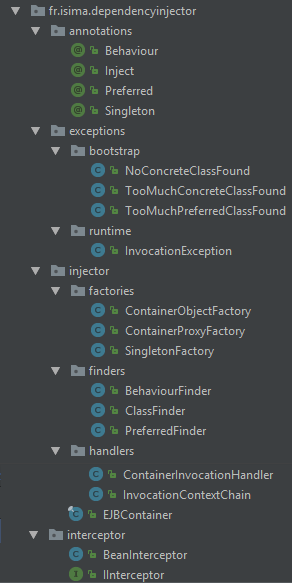 fr.isima.dependencyinjector
annotations
Behaviour
Inject
Preferred
Singleton
exceptions
bootstrap
NoConcreteClassFound
TooMuchConcreteClassFound
TooMuchPreferredClassFound
runtime
InvocationException
injector
factories
ContainerObjectFactory
ContainerProxyFactory
SingletonFactory
finders
BehaviourFinder
ClassFinder
PreferredFinder
handlers
ContainerInvocationHandler
InvocationContextChain
EJBContainer
interceptor
BeanInterceptor
IInterceptor